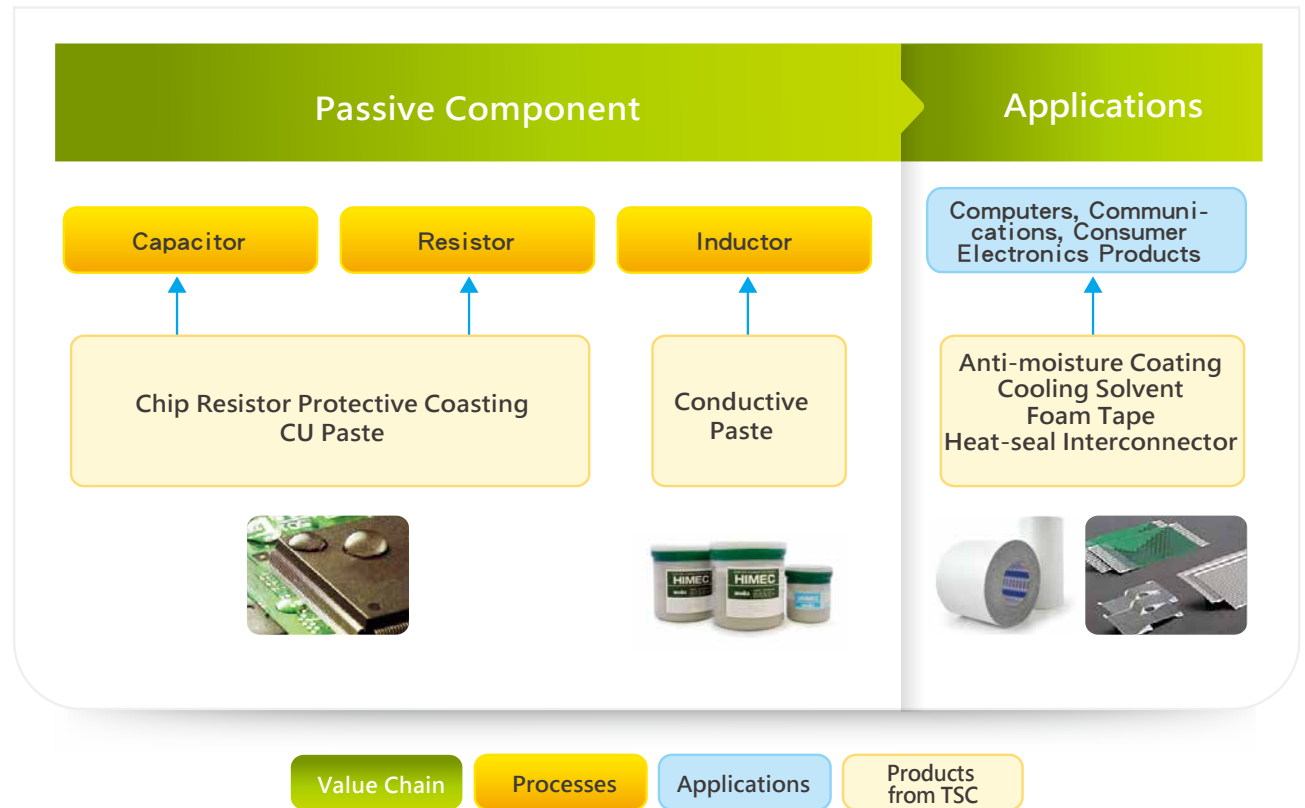 Passive Component
Applications
Capacitor
Resistor
Inductor
Computers, Communi-
cations, Consumer
Electronics Products
Chip Resistor Protective Coasting
CU Paste
Conductive
Paste
Anti-moisture Coating
Cooling Solvent
Foam Tape
Heat-seal Interconnector
HIMEC
HIMEC
HIMEC
Value Chain
Processes
Applications
Products
from TSC